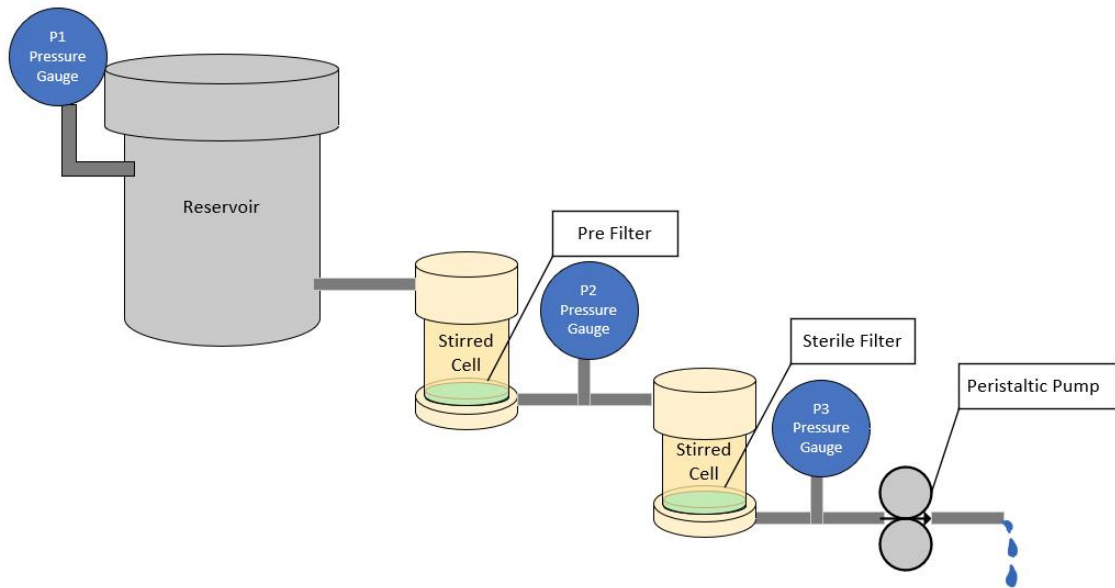 P1
Pressure
Gauge
Reservoir
Pre Filter
P2
Pressure
Gauge
Stirred
Cell
Sterile Filter
P3
Pressure
Gauge
Peristaltic Pump
Stirred
Cell